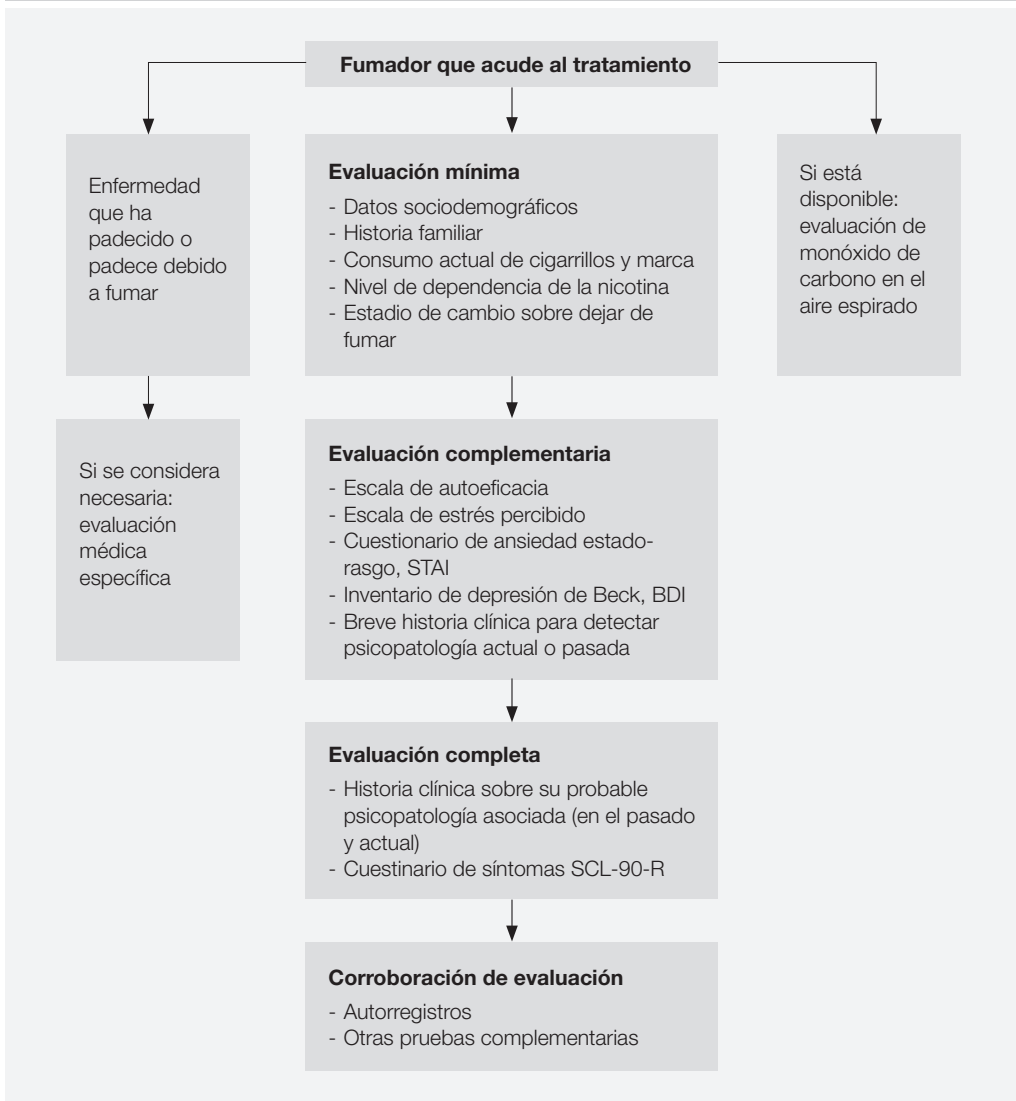 Fumador que acude al tratamiento
Enfermedad
que ha
padecido o
padece debido
a fumar
Evaluación mínima
- Datos sociodemográficos
- Historia familiar
- Consumo actual de cigarrillos y marca
- Nivel de dependencia de la nicotina
- Estadio de cambio sobre dejar de
fumar
Si está
disponible:
evaluación de
monóxido de
carbono en el
aire espirado
Si se considera
necesaria:
evaluación
médica
específica
Evaluación complementaria
- Escala de autoeficacia
- Escala de estrés percibido
- Cuestionario de ansiedad estado-
rasgo, STAI
- Inventario de depresión de Beck, BDI
- Breve historia clínica para detectar
psicopatología actual o pasada
Evaluación completa
- Historia clínica sobre su probable
psicopatología asociada (en el pasado
y actual)
- Cuestinario de síntomas SCL-90-R
Corroboración de evaluación
- Autorregistros
- Otras pruebas complementarias